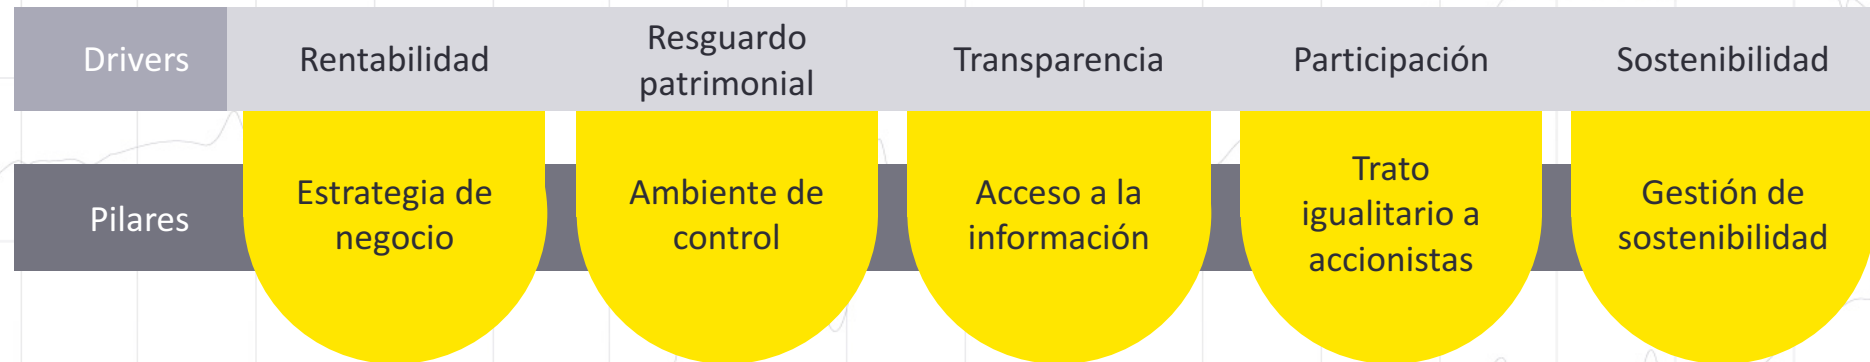 Drivers
Rentabilidad
Resguardo
patrimonial
Transparencia
Participación
Sostenibilidad
Pilares
Estrategia de
negocio
Ambiente de
control
Acceso a la
información
Trato
igualitario a
accionistas
Gestión de
sostenibilidad